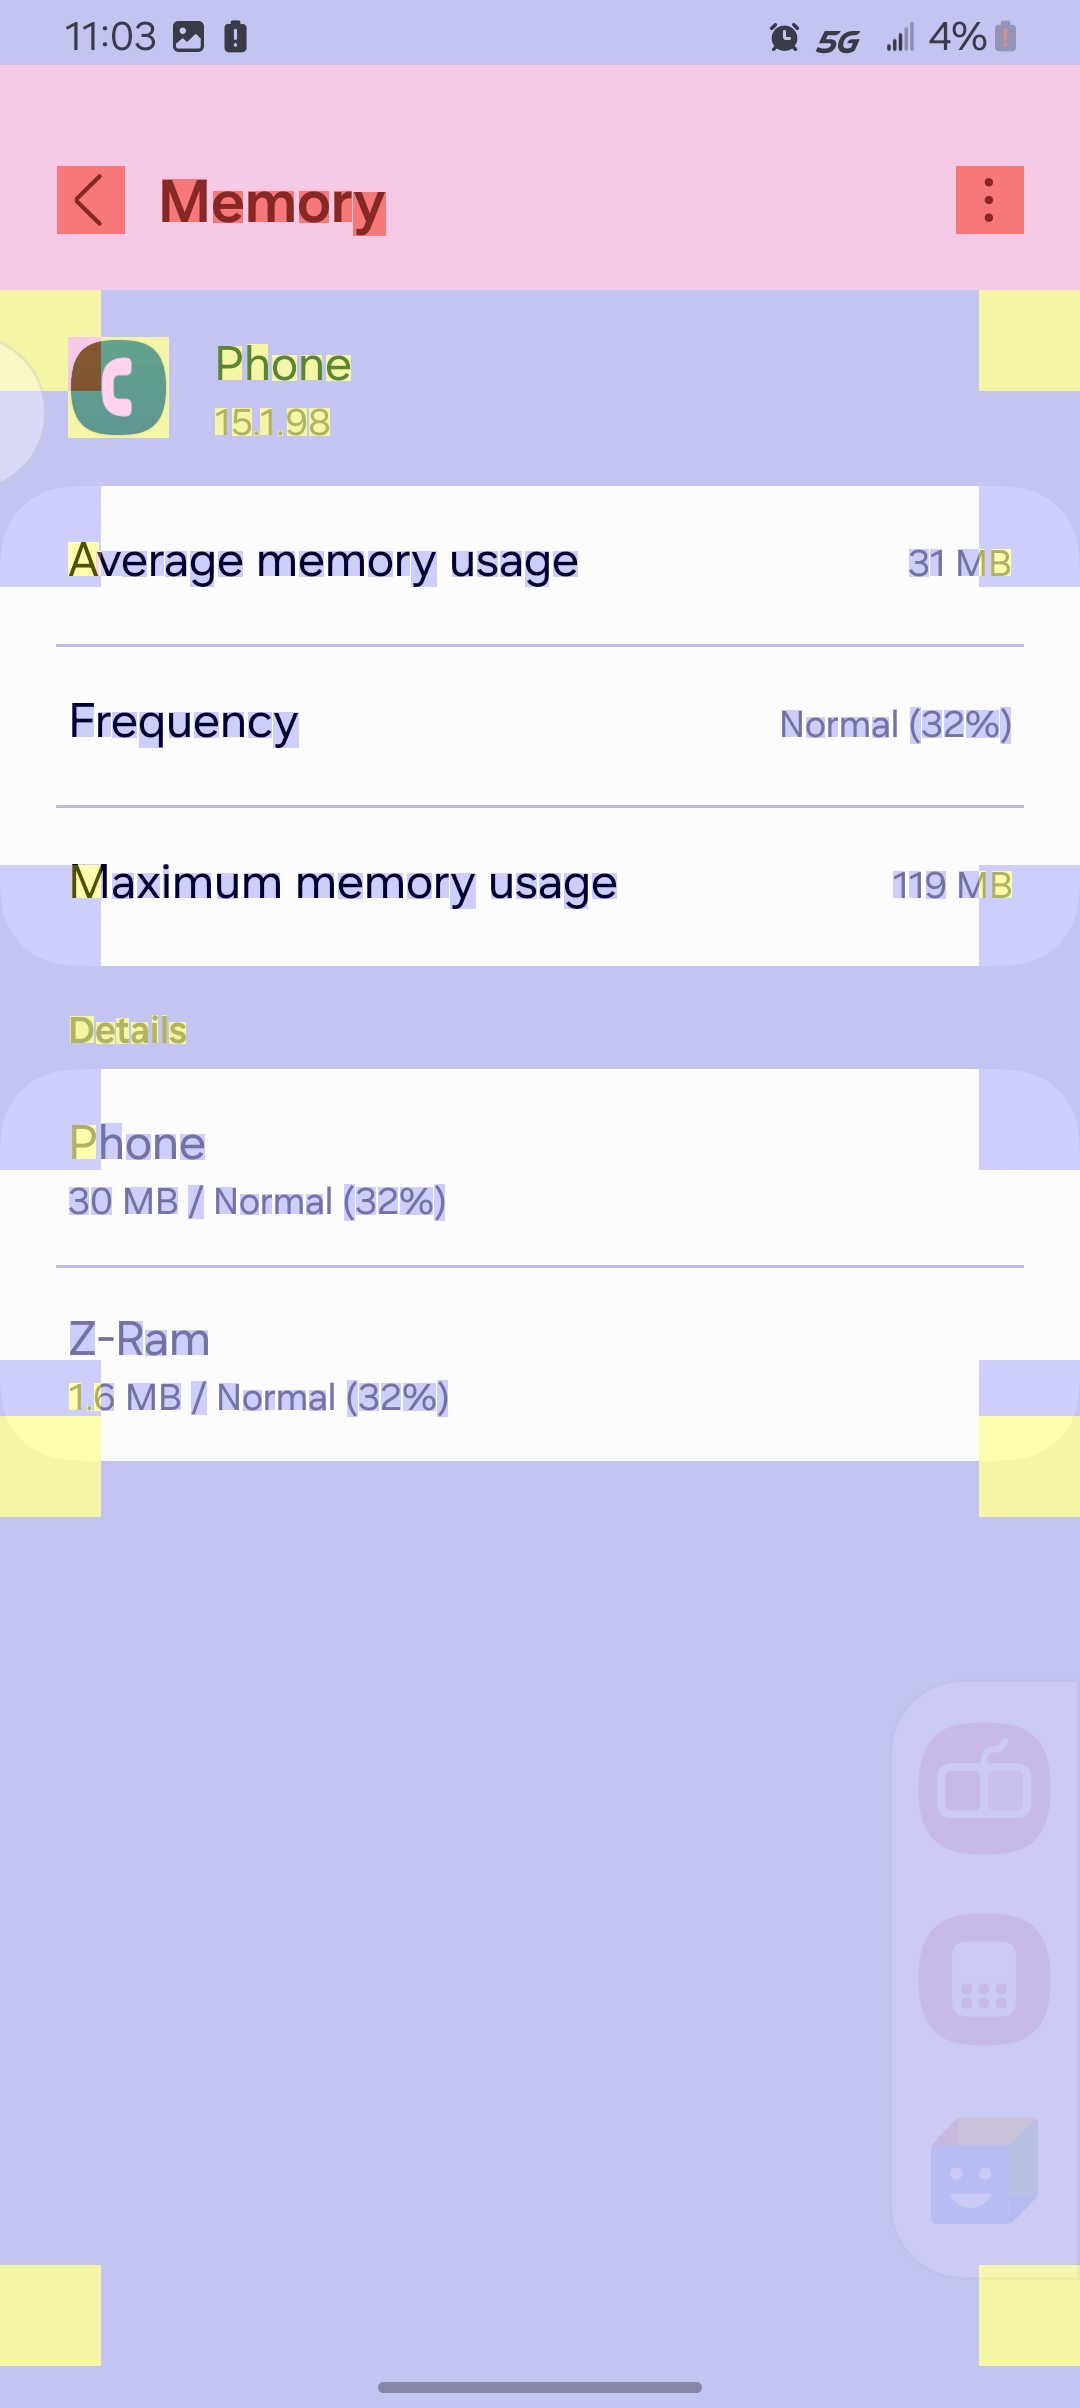 11:03 5G 4%
Memory
Phone
15.1.98
Average memory usage 31 MB
Frequency Normal (32%)
Maximum memory usage 119 MB
Details
Phone
30 MB / Normal (32%)
Z-Ram
1.6 MB / Normal (32%)